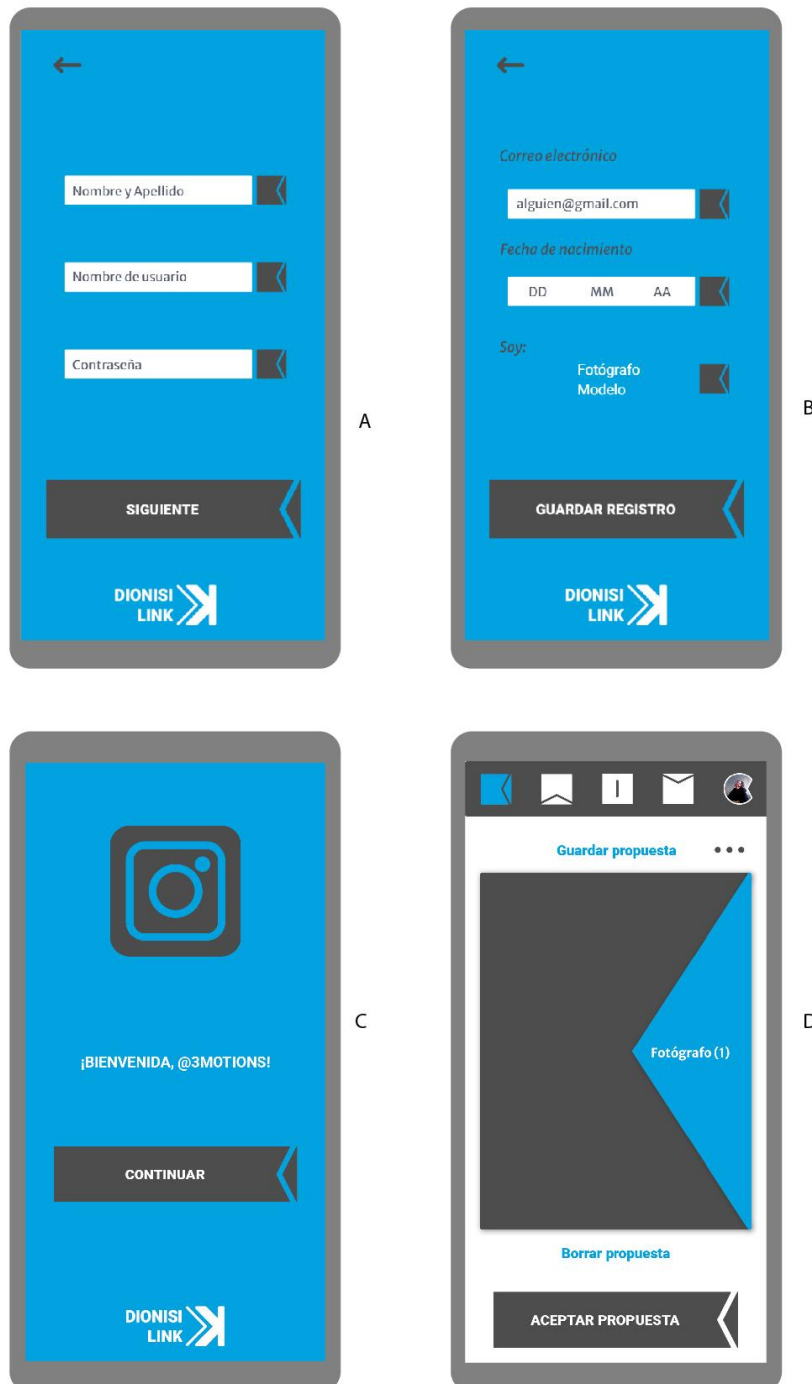 Nombre y Apellido
Nombre de usuario
Contraseña
SIGUIENTE
DIONISI
LINK
A
Correo electrónico
alguien@gmail.com
Fecha de nacimiento
DD MM AA
Soy:
Fotógrafo
Modelo
GUARDAR REGISTRO
DIONISI
LINK
B
¡BIENVENIDA, @3MOTIONS!
CONTINUAR
DIONISI
LINK
C
Guardar propuesta
Fotógrafo (1)
Borrar propuesta
ACEPTAR PROPUESTA
D